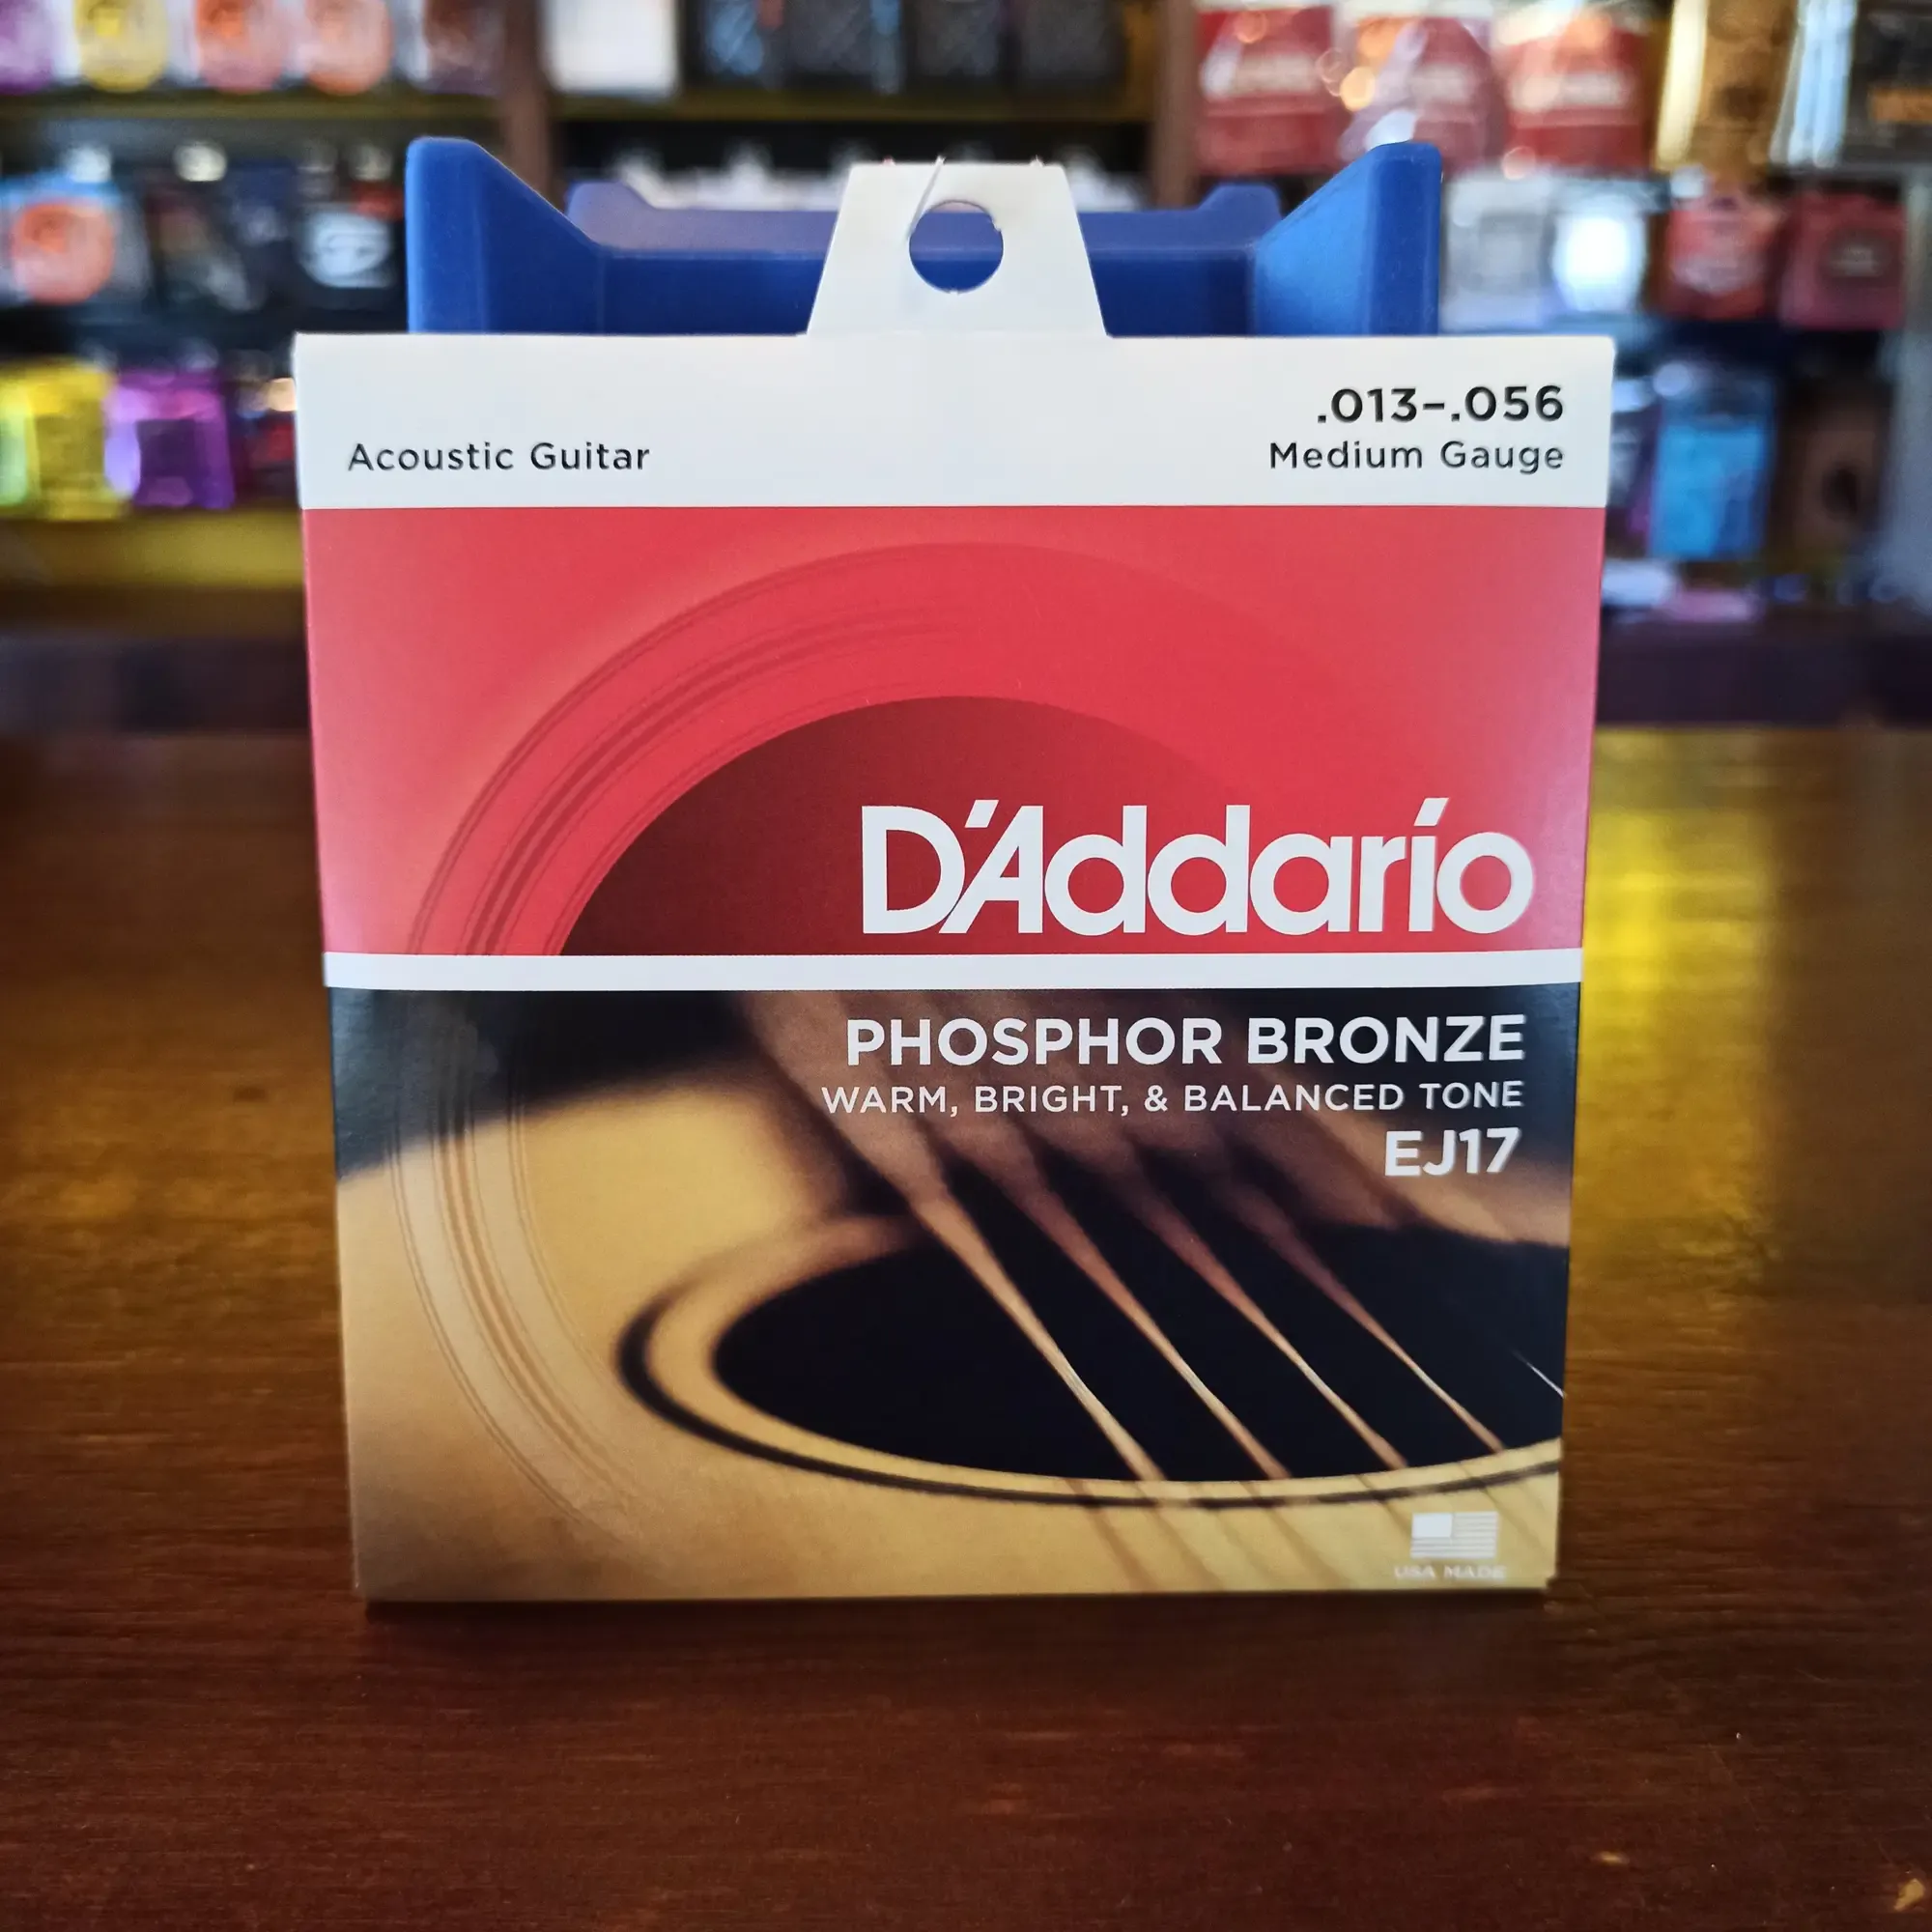 .013–.056
Acoustic Guitar
Medium Gauge
D'Addario
PHOSPHOR BRONZE
WARM, BRIGHT, & BALANCED TONE
EJ17
USA MADE